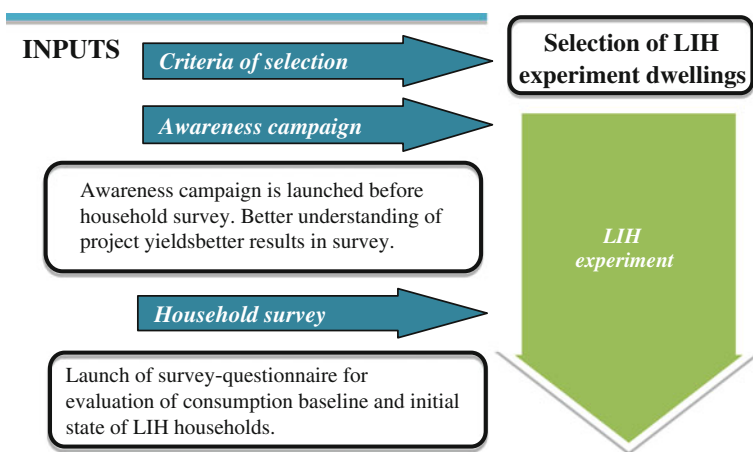 INPUTS
Criteria of selection
Selection of LIH
experiment dwellings
Awareness campaign
Awareness campaign is launched before
household survey. Better understanding of
project yieldsbetter results in survey.
LIH
experiment
Household survey
Launch of survey-questionnaire for
evaluation of consumption baseline and initial
state of LIH households.